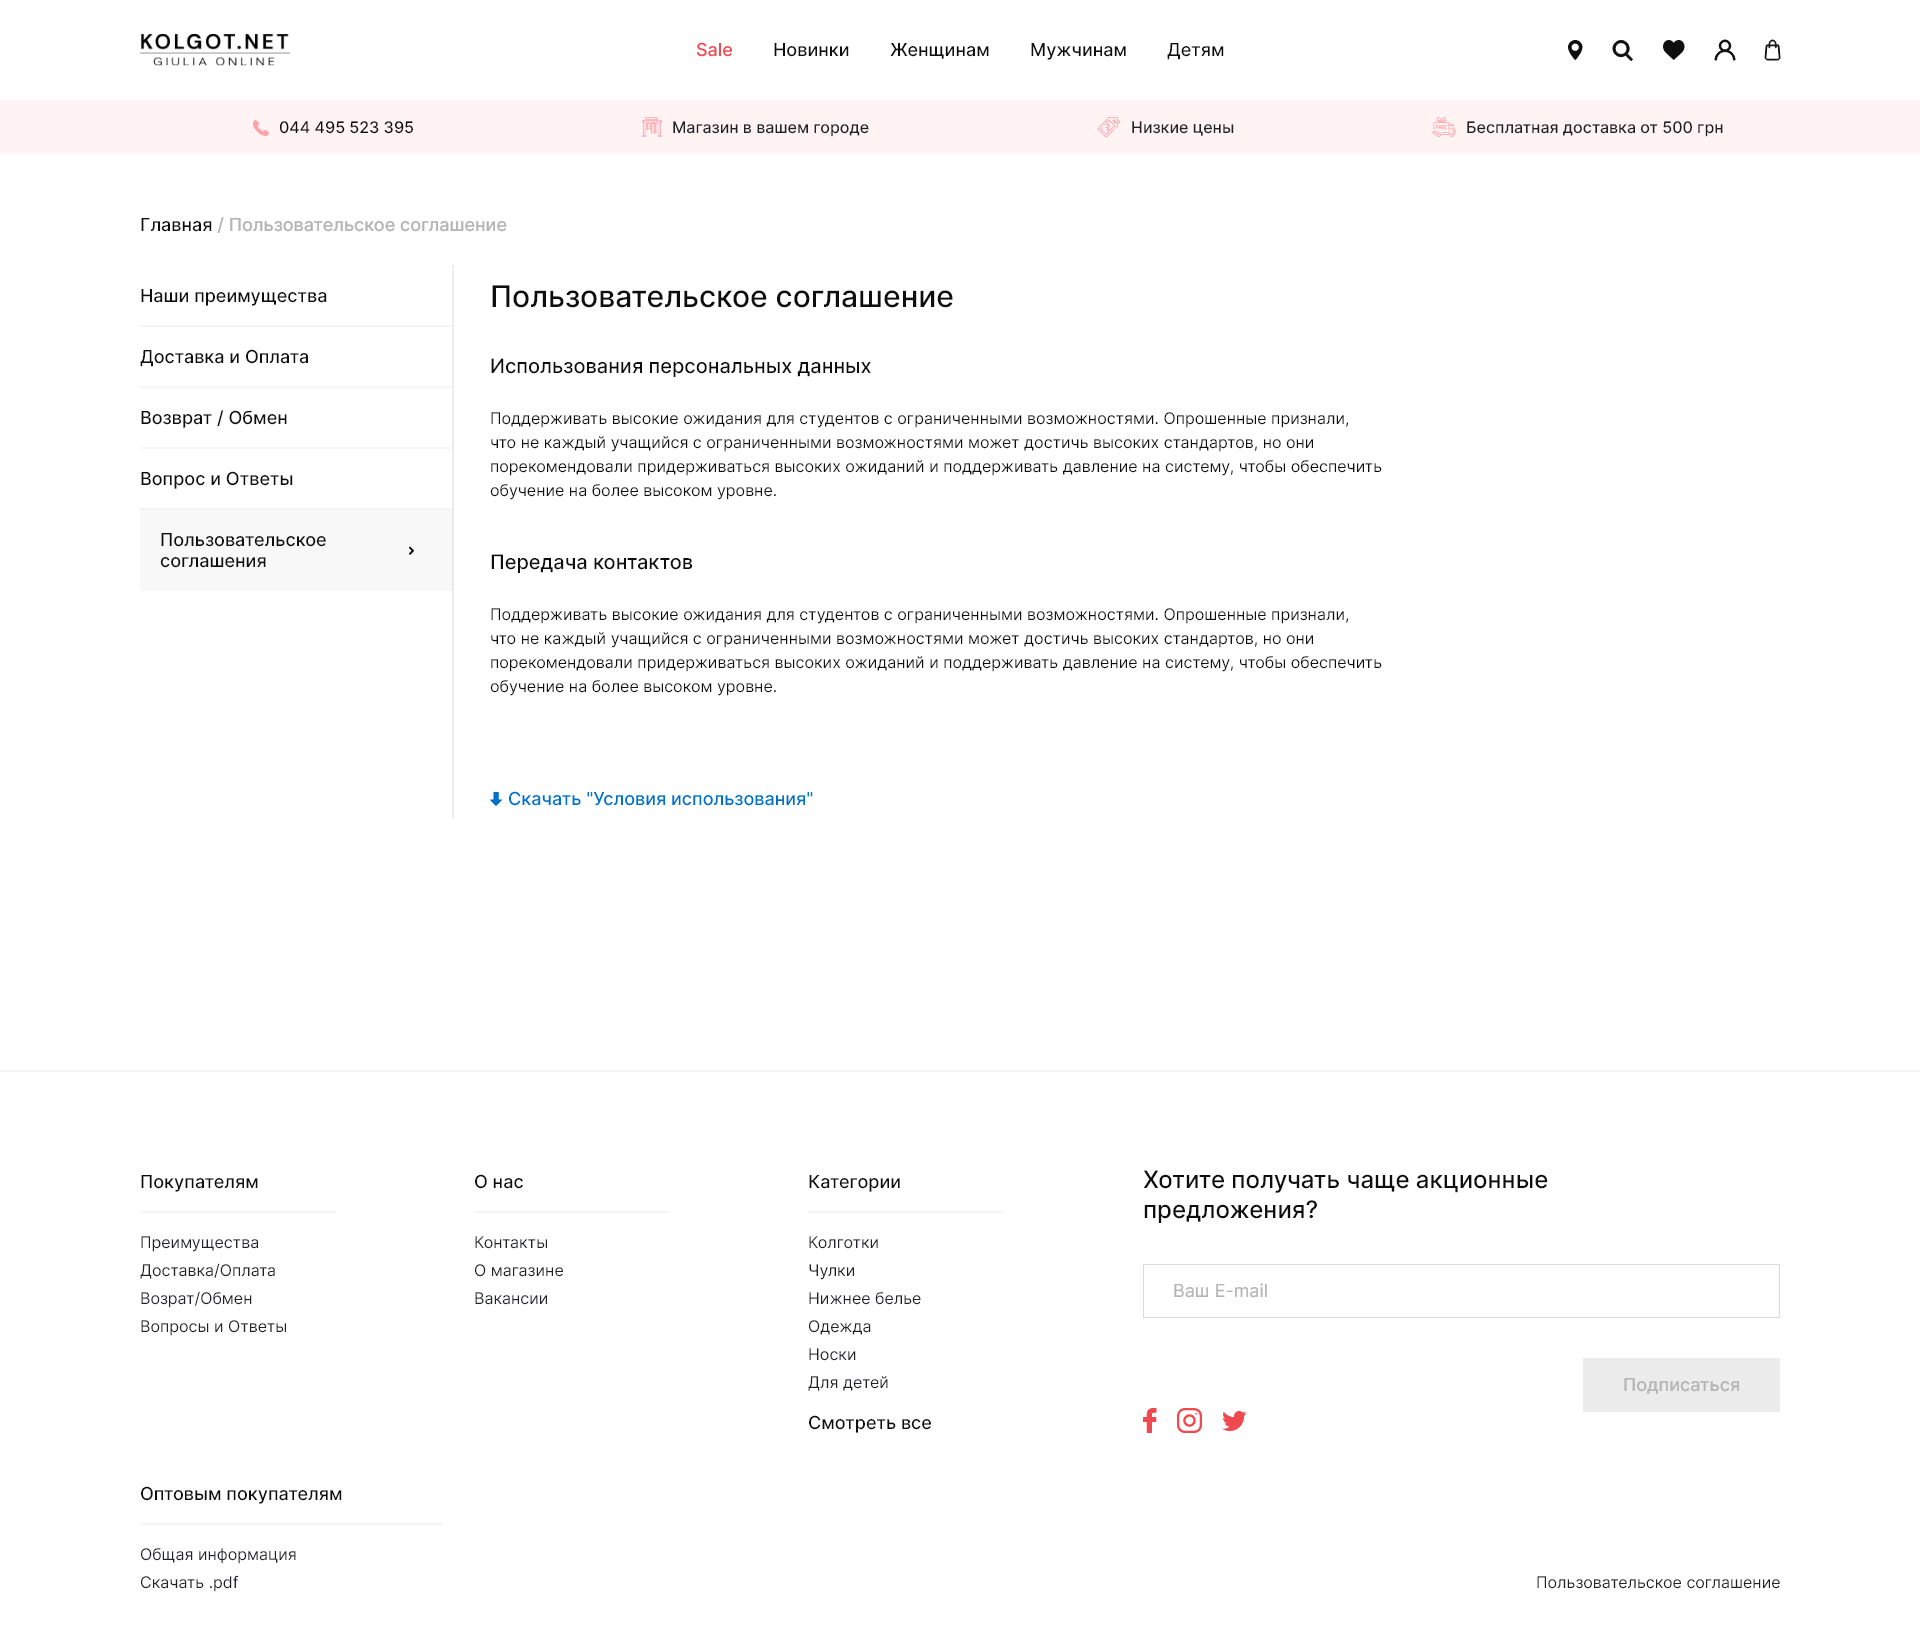 KOLGOT.NET
GIULIA ONLINE
Sale
Новинки
Женщинам
Мужчинам
Детям
044 495 523 395
Магазин в вашем городе
Низкие цены
Бесплатная доставка от 500 грн
Главная / Пользовательское соглашение
Наши преимущества
Доставка и Оплата
Возврат / Обмен
Вопрос и Ответы
Пользовательское
соглашения
Пользовательское соглашение
Использования персональных данных
Поддерживать высокие ожидания для студентов с ограниченными возможностями. Опрошенные признали,
что не каждый учащийся с ограниченными возможностями может достичь высоких стандартов, но они
порекомендовали придерживаться высоких ожиданий и поддерживать давление на систему, чтобы обеспечить
обучение на более высоком уровне.
Передача контактов
Поддерживать высокие ожидания для студентов с ограниченными возможностями. Опрошенные признали,
что не каждый учащийся с ограниченными возможностями может достичь высоких стандартов, но они
порекомендовали придерживаться высоких ожиданий и поддерживать давление на систему, чтобы обеспечить
обучение на более высоком уровне.
Скачать "Условия использования"
Покупателям
Преимущества
Доставка/Оплата
Возрат/Обмен
Вопросы и Ответы
О нас
Контакты
О магазине
Вакансии
Категории
Колготки
Чулки
Нижнее белье
Одежда
Носки
Для детей
Смотреть все
Хотите получать чаще акционные
предложения?
Ваш E-mail
Подписаться
Оптовым покупателям
Общая информация
Скачать .pdf
Пользовательское соглашение